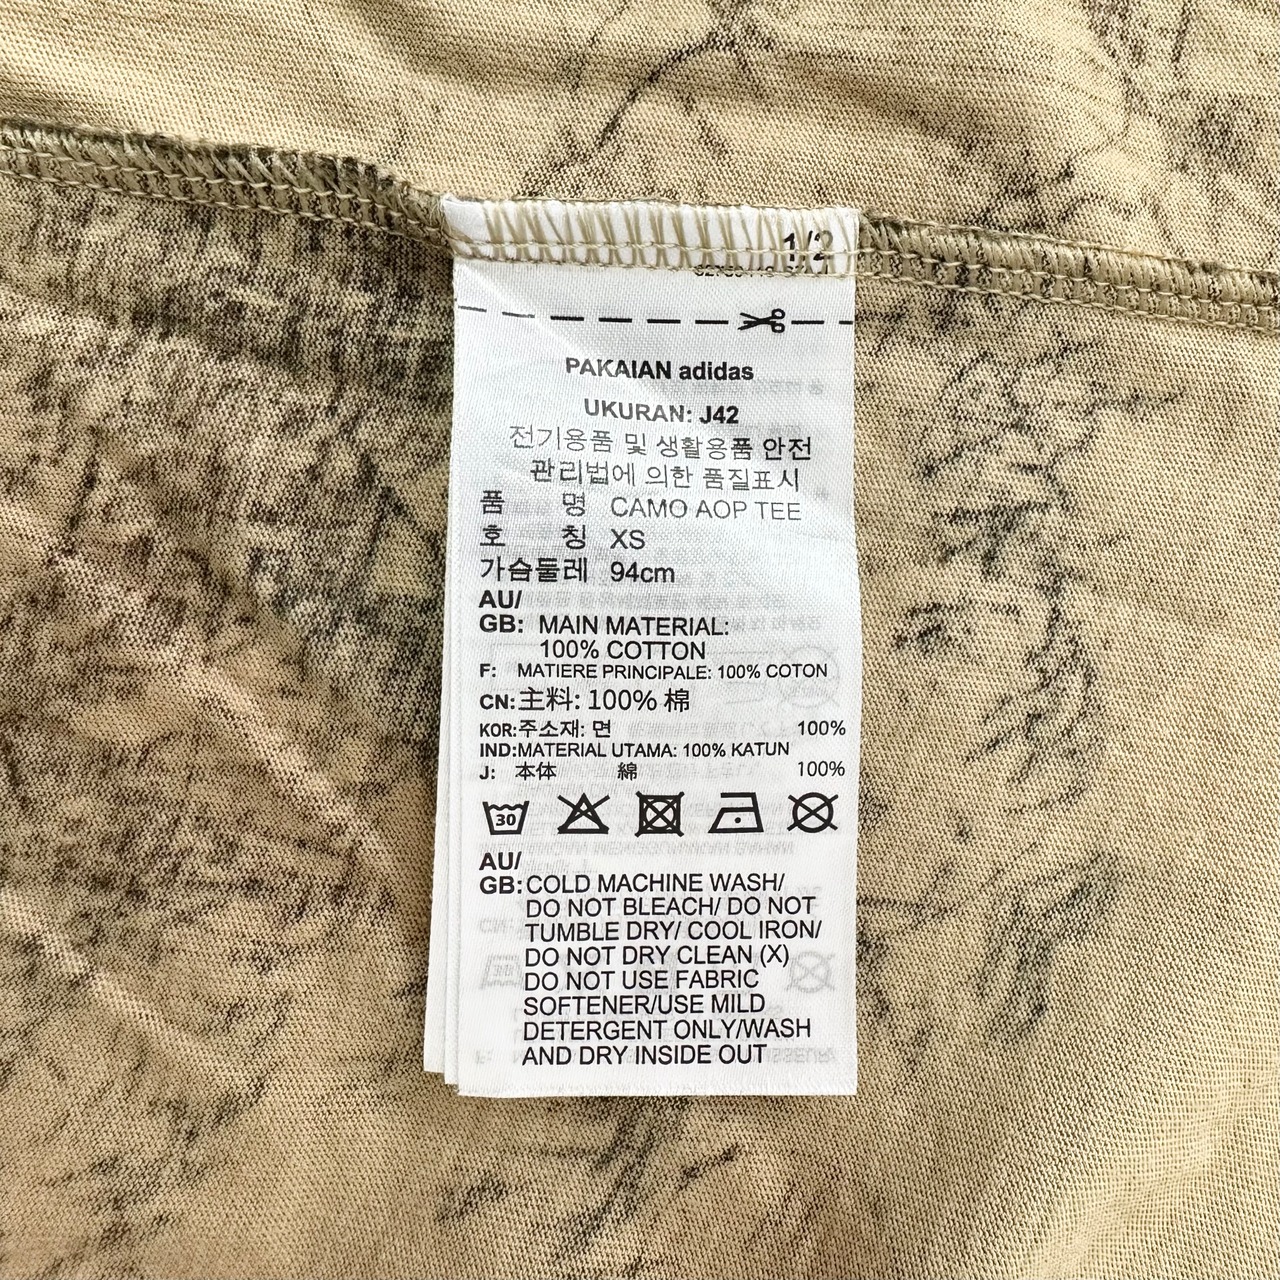 1/2
PAKAIAN adidas
UKURAN: J42
전기용품 및 생활용품 안전
관리법에 의한 품질표시
품 명 CAMO AOP TEE
호 칭 XS
가슴둘레 94cm
AU/
GB: MAIN MATERIAL:
100% COTTON
F: MATIERE PRINCIPALE: 100% COTON
CN: 主料: 100% 棉
KOR: 주소재: 면 100%
IND: MATERIAL UTAMA: 100% KATUN
J: 本体 綿 100%
30
AU/
GB: COLD MACHINE WASH/
DO NOT BLEACH/ DO NOT
TUMBLE DRY/ COOL IRON/
DO NOT DRY CLEAN (X)
DO NOT USE FABRIC
SOFTENER/USE MILD
DETERGENT ONLY/WASH
AND DRY INSIDE OUT